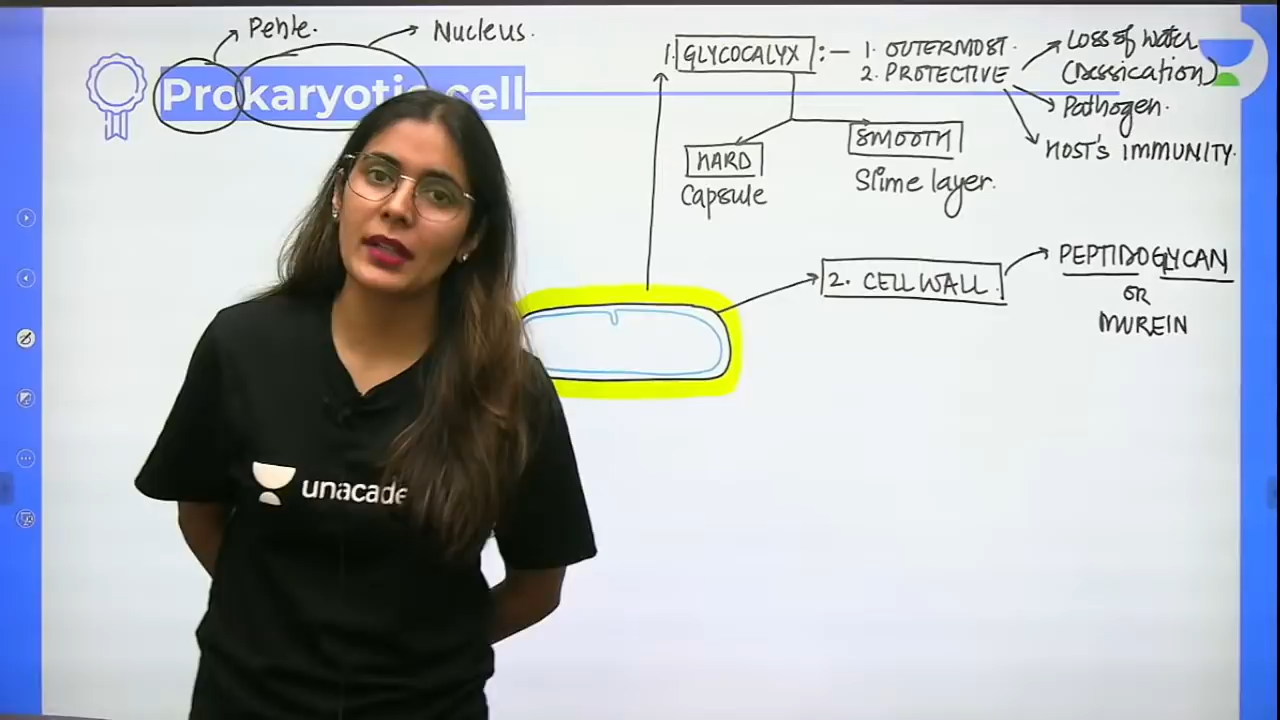 Pehle.
Nucleus.
Prokaryotic cell
1. GLYCOCALYX :- 1. OUTERMOST.
2. PROTECTIVE
Loss of water
(Dessication)
Pathogen.
HOST'S IMMUNITY.
HARD
Capsule
SMOOTH
Slime layer.
2. CELL WALL.
PEPTIDOGLYCAN
OR
MUREIN
unacade